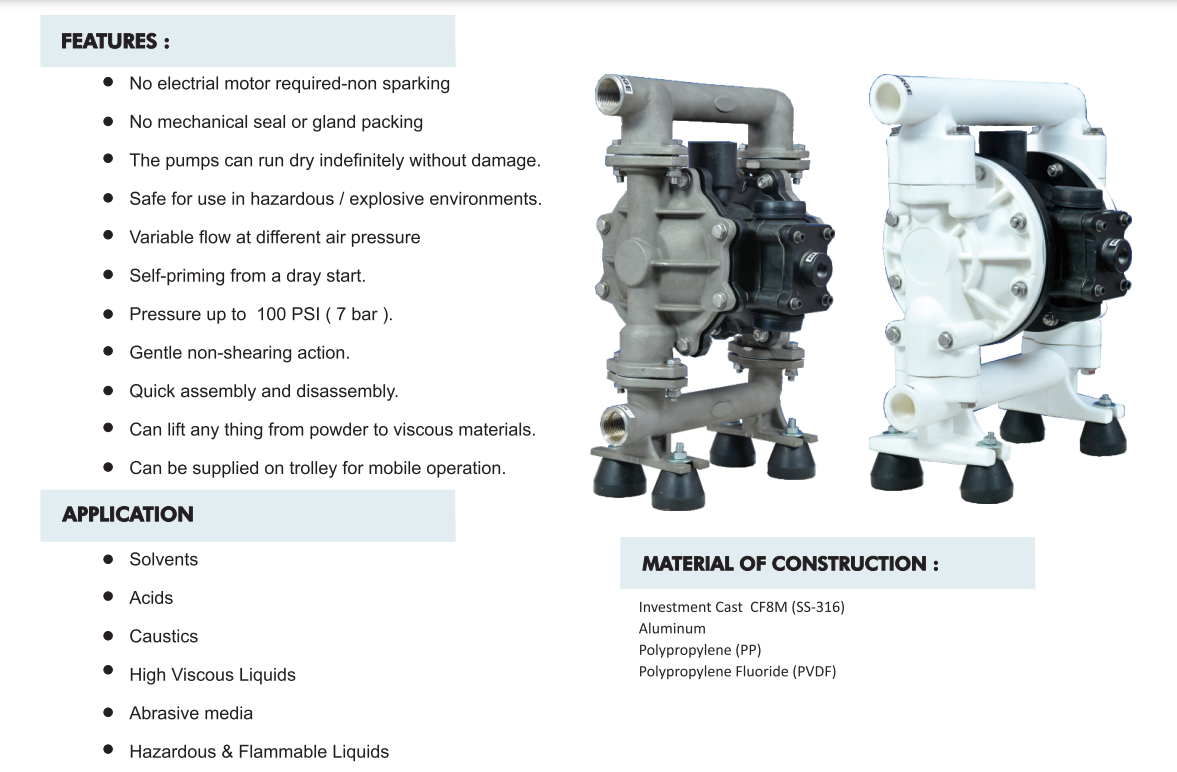 FEATURES :
No electrial motor required-non sparking
No mechanical seal or gland packing
The pumps can run dry indefinitely without damage.
Safe for use in hazardous / explosive environments.
Variable flow at different air pressure
Self-priming from a dray start.
Pressure up to  100 PSI ( 7 bar ).
Gentle non-shearing action.
Quick assembly and disassembly.
Can lift any thing from powder to viscous materials.
Can be supplied on trolley for mobile operation.
APPLICATION
Solvents
Acids
Caustics
High Viscous Liquids
Abrasive media
Hazardous & Flammable Liquids
MATERIAL OF CONSTRUCTION :
Investment Cast  CF8M (SS-316)
Aluminum
Polypropylene (PP)
Polypropylene Fluoride (PVDF)